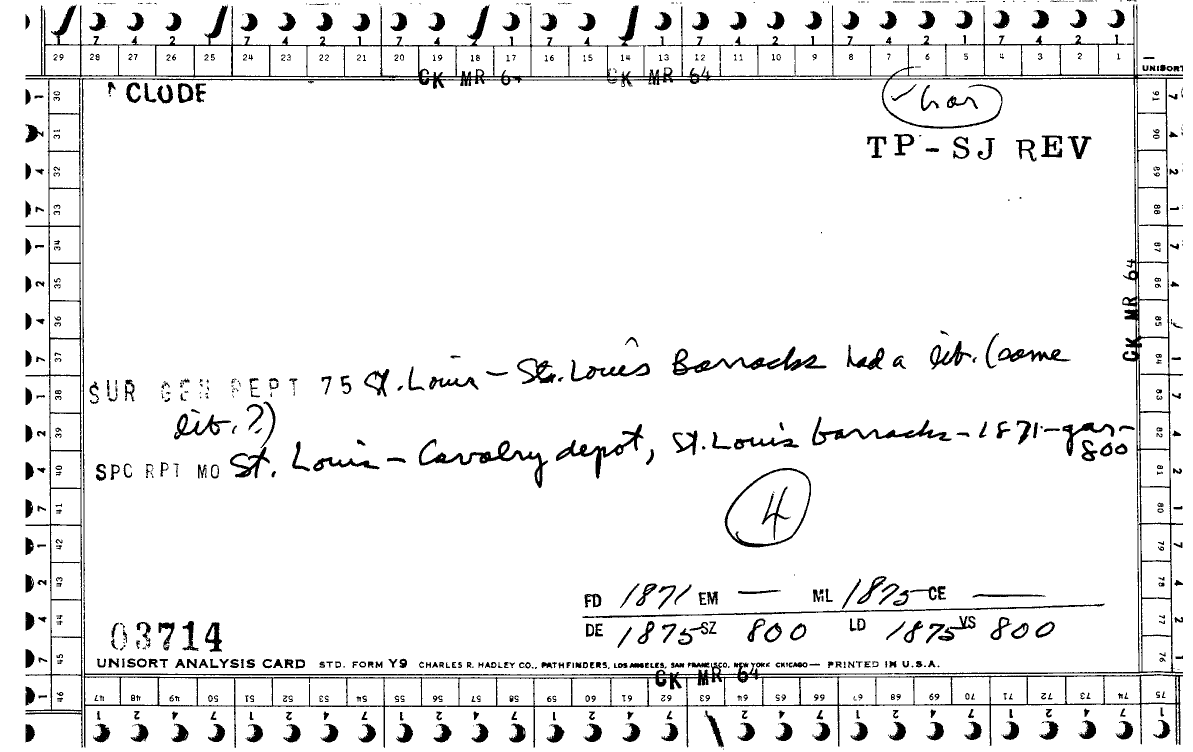 7 4 2 1 7 4 2 1 7 4 2 1 7 4 2 1 7 4 2 1 7 4 2 1
29 28 27 26 25 24 23 22 21 20 19 18 17 16 15 14 13 12 11 10 9 8 7 6 5 4 3 2 1
CK MR 64 CK MR 64
UNISORT
CLODE
TP-SJ REV
CK MR 64
SUR GEN REPT 75 St. Louis - St. Louis Barracks had a lib. (some
lib.?)
SPC RPT MO St. Louis - Cavalry depot, St. Louis barracks - 1871 - gar-
800
4
FD 1871 EM — ML 1875 CE —
DE 1875 SZ 800 LD 1875 VS 800
03714
UNISORT ANALYSIS CARD STD. FORM Y9 CHARLES R. HADLEY CO., PATHFINDERS, LOS ANGELES, SAN FRANCISCO, NEW YORK CHICAGO — PRINTED IN U.S.A.
CK MR 64
30 31 32 33 34 35 36 37 38 39 40 41 42 43 44 45 46
91 90 89 88 87 86 85 84 83 82 81 80 79 78 77 76 75
47 48 49 50 51 52 53 54 55 56 57 58 59 60 61 62 63 64 65 66 67 68 69 70 71 72 73 74